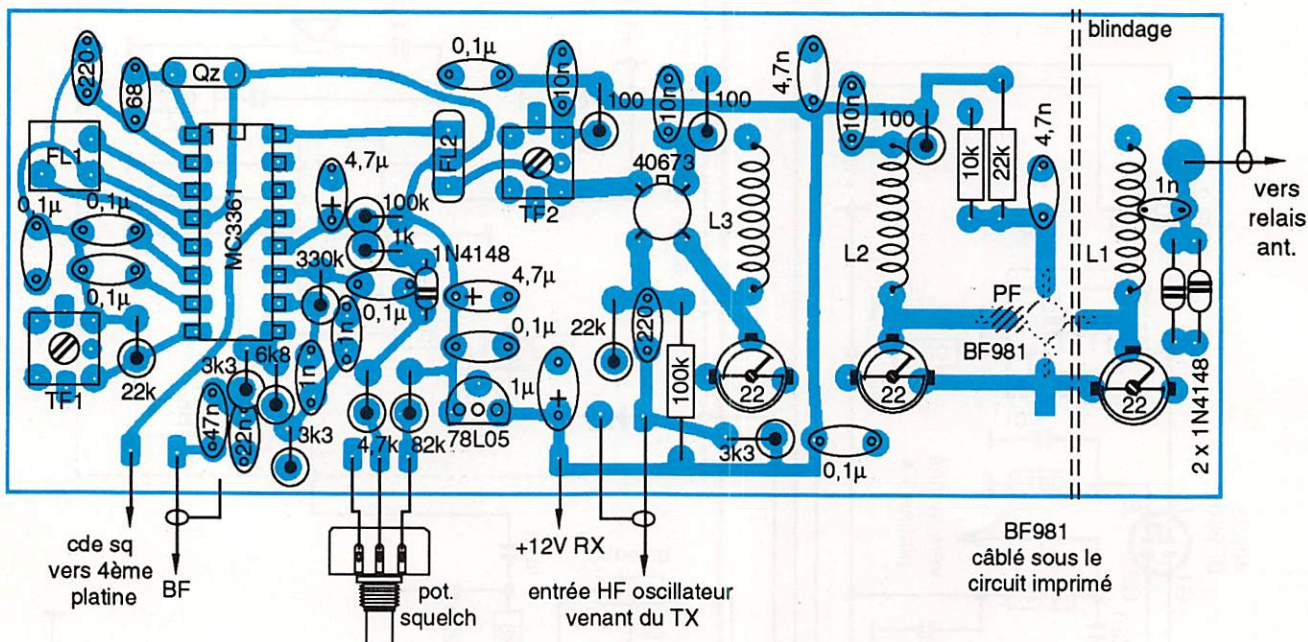 blindage
220
68
Qz
0,1µ
10n
100
10n
100
4,7n
10n
100
10k
22k
4,7n
FL1
1
MC3361
4,7µ
FL2
TF2
40673
L3
L2
L1
1n
vers
relais
ant.
0,1µ
0,1µ
0,1µ
100k
1k
330k
1N4148
0,1µ
4,7µ
0,1µ
1n
22k
220
100k
PF
BF981
22
22
22
2 x 1N4148
TF1
22k
3k3
6k8
1n
47n
22n
3k3
4,7k
82k
78L05
1µ
3k3
0,1µ
cde sq
vers 4ème
platine
BF
pot.
squelch
+12V RX
entrée HF oscillateur
venant du TX
BF981
câblé sous le
circuit imprimé